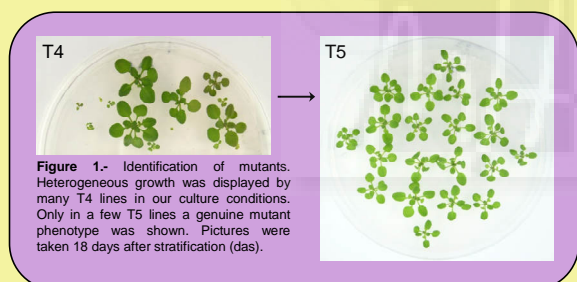 T4
T5
Figure 1.- Identification of mutants.
Heterogeneous growth was displayed by
many T4 lines in our culture conditions.
Only in a few T5 lines a genuine mutant
phenotype was shown. Pictures were
taken 18 days after stratification (das).